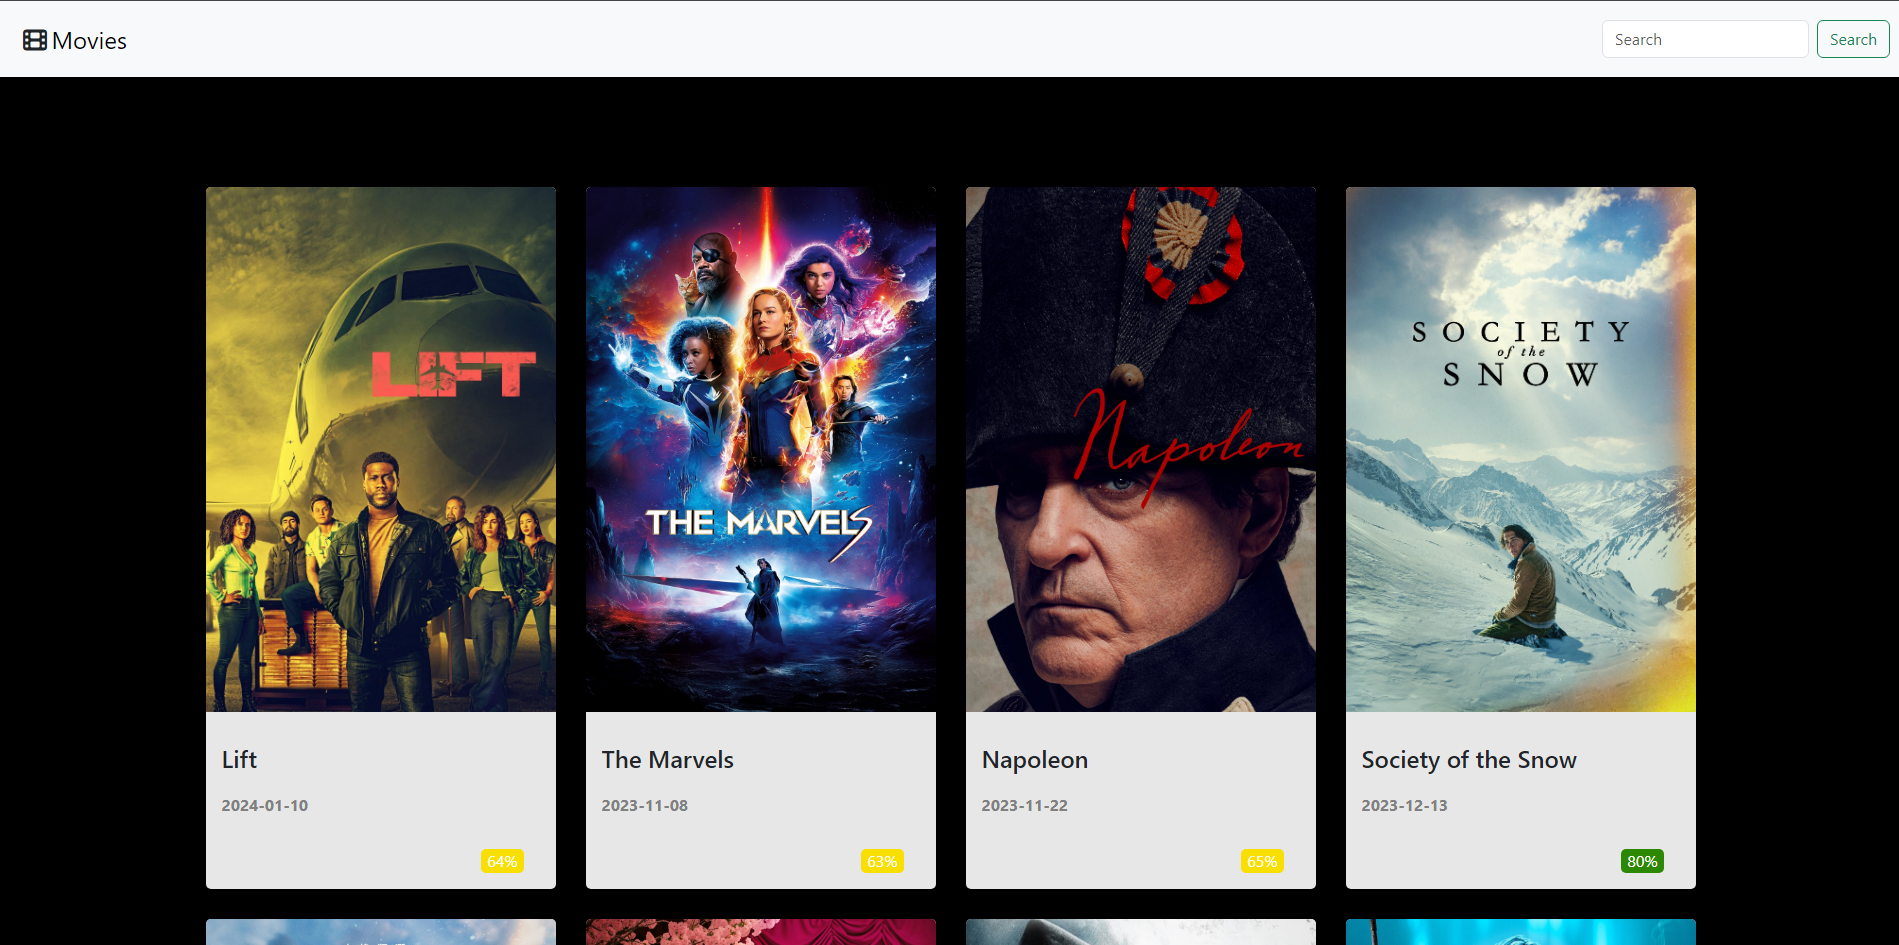 Movies
Search
Search
LIFT
THE MARVELS
Napoleon
SOCIETY
of the
SNOW
Lift
The Marvels
Napoleon
Society of the Snow
2024-01-10
2023-11-08
2023-11-22
2023-12-13
64%
63%
65%
80%